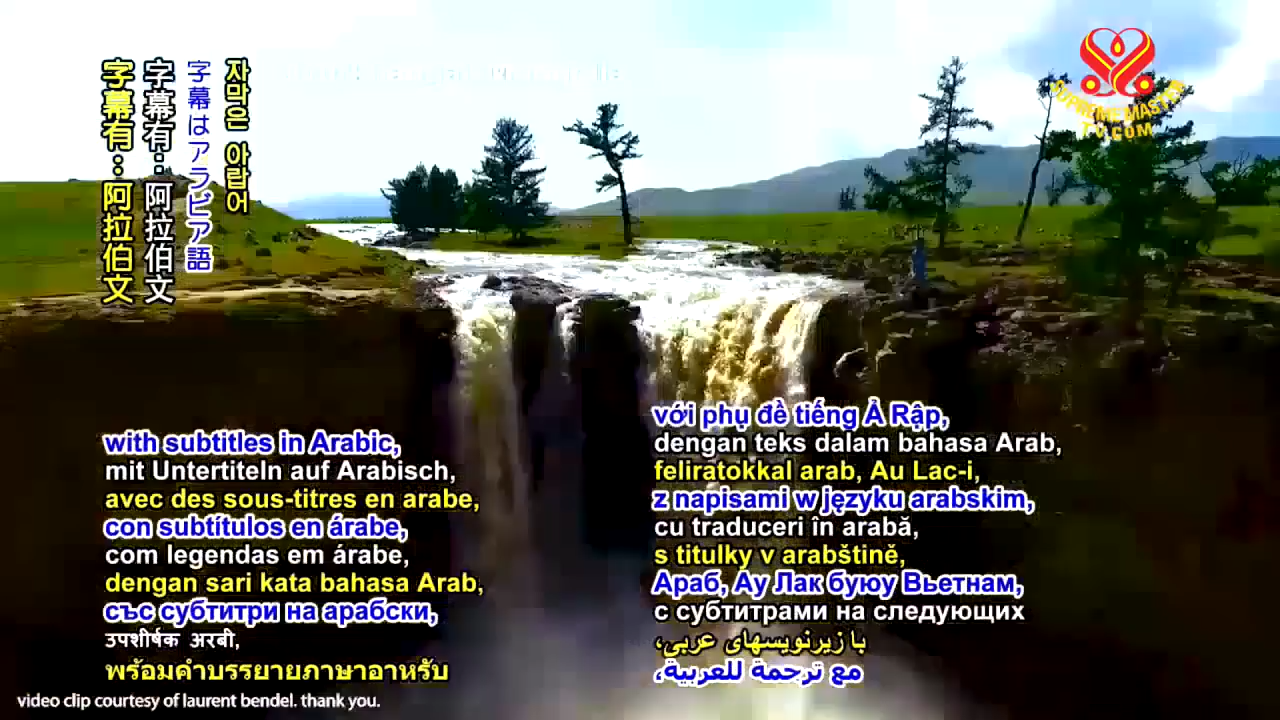 字幕有：阿拉伯文
字幕有：阿拉伯文
字幕はアラビア語
자막은 아랍어
SUPREME MASTER
TV.COM
with subtitles in Arabic,
mit Untertiteln auf Arabisch,
avec des sous-titres en arabe,
con subtítulos en árabe,
com legendas em árabe,
dengan sari kata bahasa Arab,
със субтитри на арабски,
उपशीर्षक अरबी,
พร้อมคำบรรยายภาษาอาหรับ
với phụ đề tiếng Ả Rập,
dengan teks dalam bahasa Arab,
feliratokkal arab, Au Lac-i,
z napisami w języku arabskim,
cu traduceri în arabă,
s titulky v arabštině,
Араб, Ау Лак буюу Вьетнам,
с субтитрами на следующих
با زیرنویسهای عربی،
مع ترجمة للعربية،
video clip courtesy of laurent bendel. thank you.